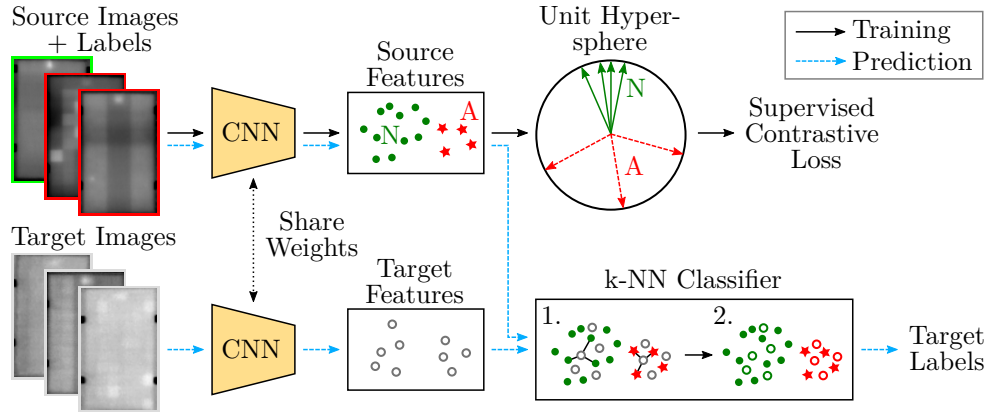 Source Images
+ Labels
CNN
Source
Features
N
A
Unit Hyper-
sphere
N
A
Supervised
Contrastive
Loss
Training
Prediction
Share
Weights
Target Images
CNN
Target
Features
k-NN Classifier
1.
2.
Target
Labels